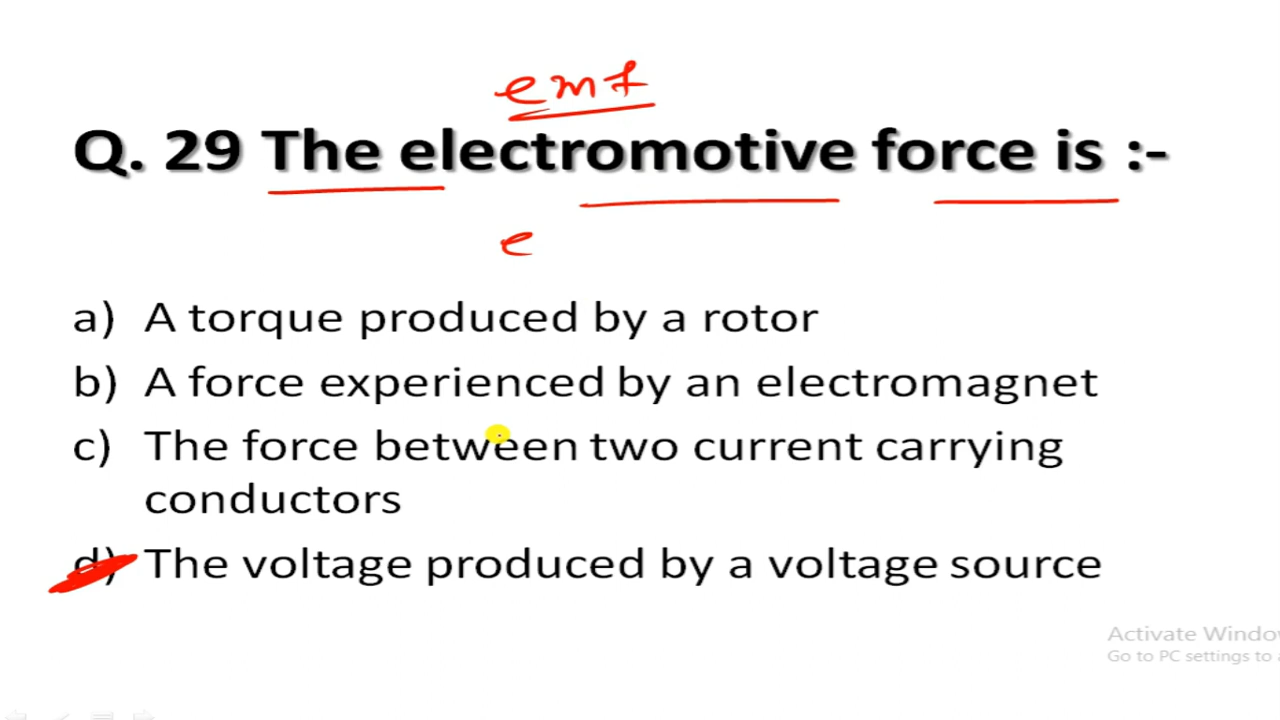 emf
Q. 29 The electromotive force is :-
e
a) A torque produced by a rotor
b) A force experienced by an electromagnet
c) The force between two current carrying
conductors
d) The voltage produced by a voltage source
Activate Windo
Go to PC settings to a